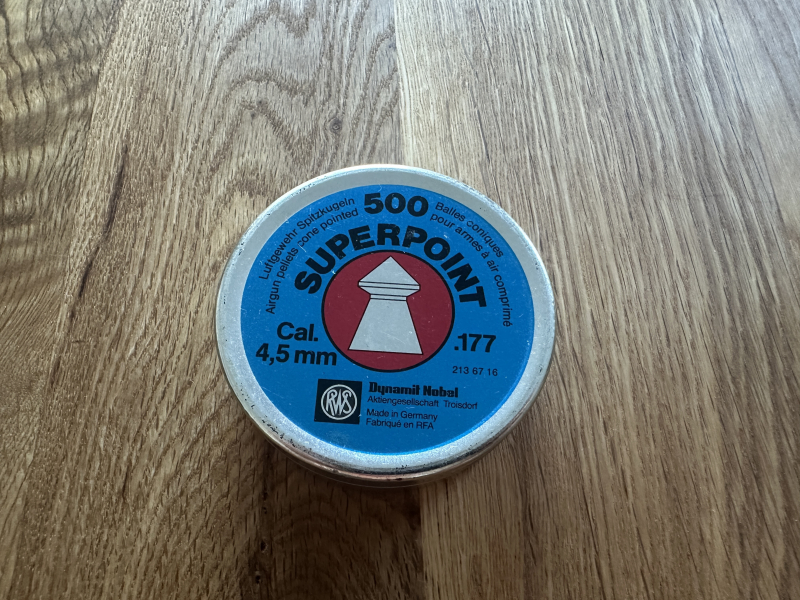 500
Luftgewehr Spitzkugeln
Airgun pellets cone pointed
Balles coniques
pour armes à air comprimé
SUPERPOINT
Cal.
4,5 mm
.177
213 67 16
RWS
Dynamit Nobel
Aktiengesellschaft Troisdorf
Made in Germany
Fabriqué en RFA